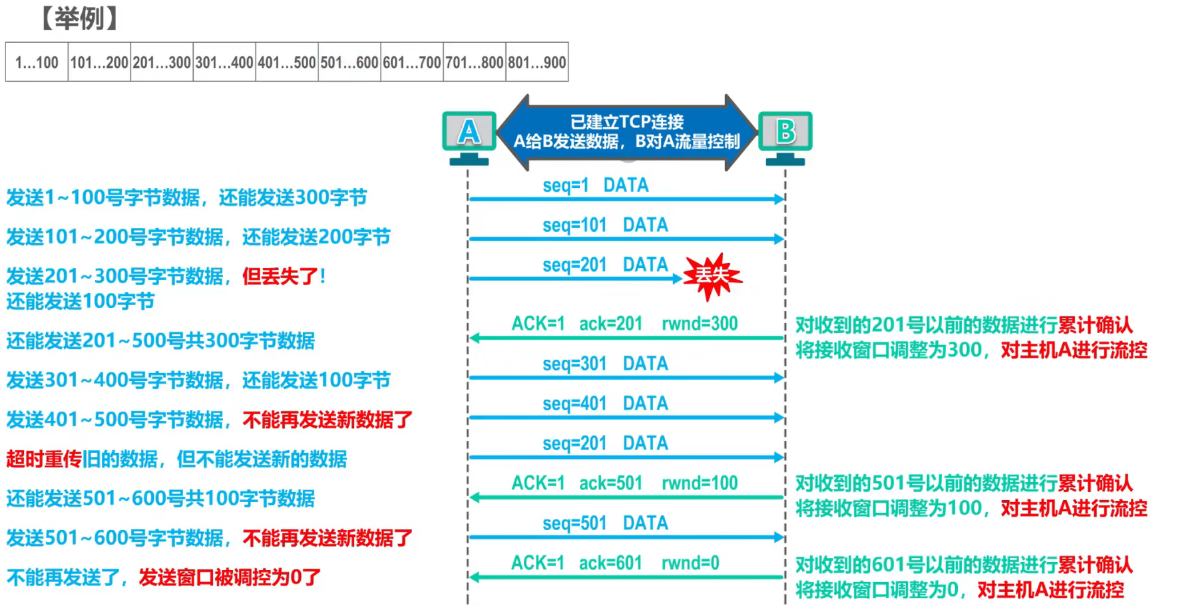 【举例】
1...100 101...200 201...300 301...400 401...500 501...600 601...700 701...800 801...900
A
已建立TCP连接
A给B发送数据，B对A流量控制
B
发送1~100号字节数据，还能发送300字节
seq=1 DATA
发送101~200号字节数据，还能发送200字节
seq=101 DATA
发送201~300号字节数据，但丢失了！
还能发送100字节
seq=201 DATA
丢失
还能发送201~500号共300字节数据
ACK=1 ack=201 rwnd=300
对收到的201号以前的数据进行累计确认
将接收窗口调整为300，对主机A进行流控
发送301~400号字节数据，还能发送100字节
seq=301 DATA
发送401~500号字节数据，不能再发送新数据了
seq=401 DATA
超时重传旧的数据，但不能发送新的数据
seq=201 DATA
还能发送501~600号共100字节数据
ACK=1 ack=501 rwnd=100
对收到的501号以前的数据进行累计确认
将接收窗口调整为100，对主机A进行流控
发送501~600号字节数据，不能再发送新数据了
seq=501 DATA
不能再发送了，发送窗口被调控为0了
ACK=1 ack=601 rwnd=0
对收到的601号以前的数据进行累计确认
将接收窗口调整为0，对主机A进行流控